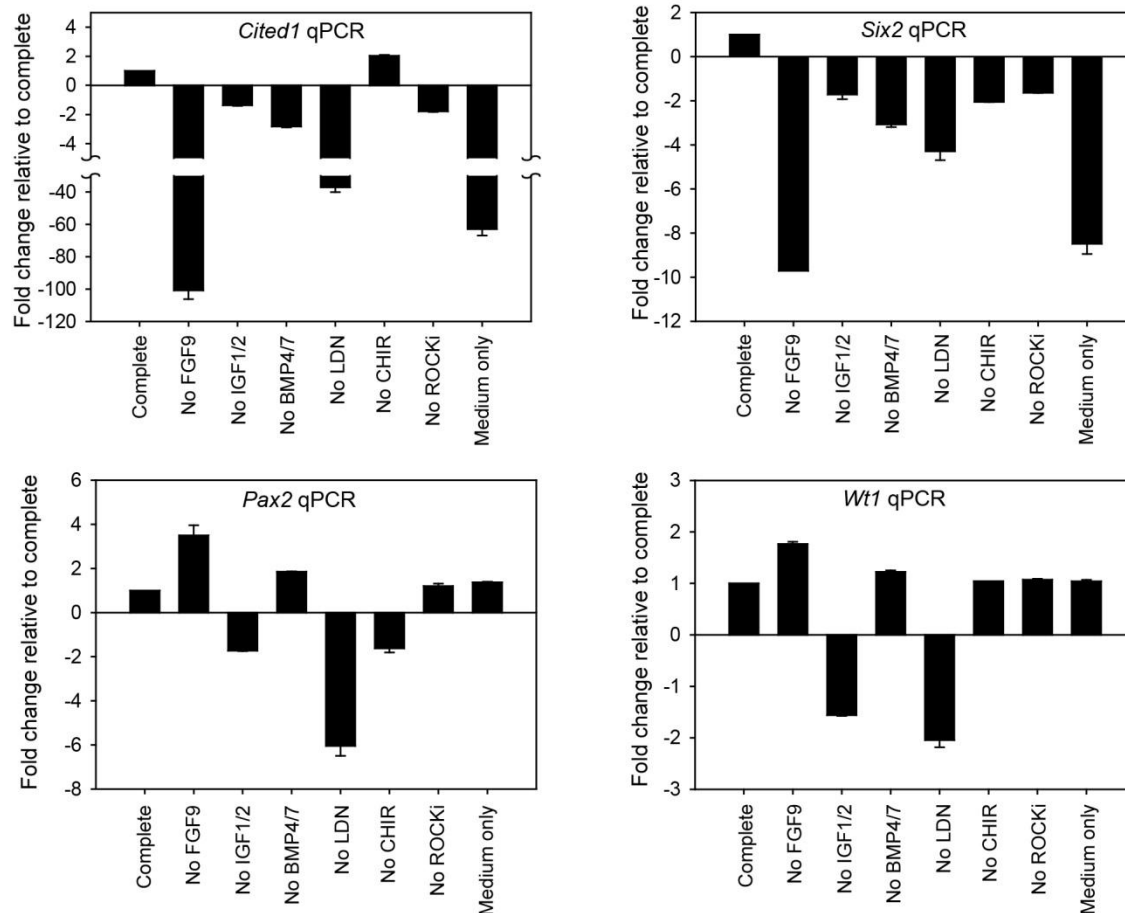 Cited1 qPCR
Fold change relative to complete
4
2
0
-2
-4
-40
-60
-80
-100
-120
Complete
No FGF9
No IGF1/2
No BMP4/7
No LDN
No CHIR
No ROCKi
Medium only
Six2 qPCR
Fold change relative to complete
2
0
-2
-4
-6
-8
-10
-12
Complete
No FGF9
No IGF1/2
No BMP4/7
No LDN
No CHIR
No ROCKi
Medium only
Pax2 qPCR
Fold change relative to complete
6
4
2
0
-2
-4
-6
-8
Complete
No FGF9
No IGF1/2
No BMP4/7
No LDN
No CHIR
No ROCKi
Medium only
Wt1 qPCR
Fold change relative to complete
3
2
1
0
-1
-2
-3
Complete
No FGF9
No IGF1/2
No BMP4/7
No LDN
No CHIR
No ROCKi
Medium only